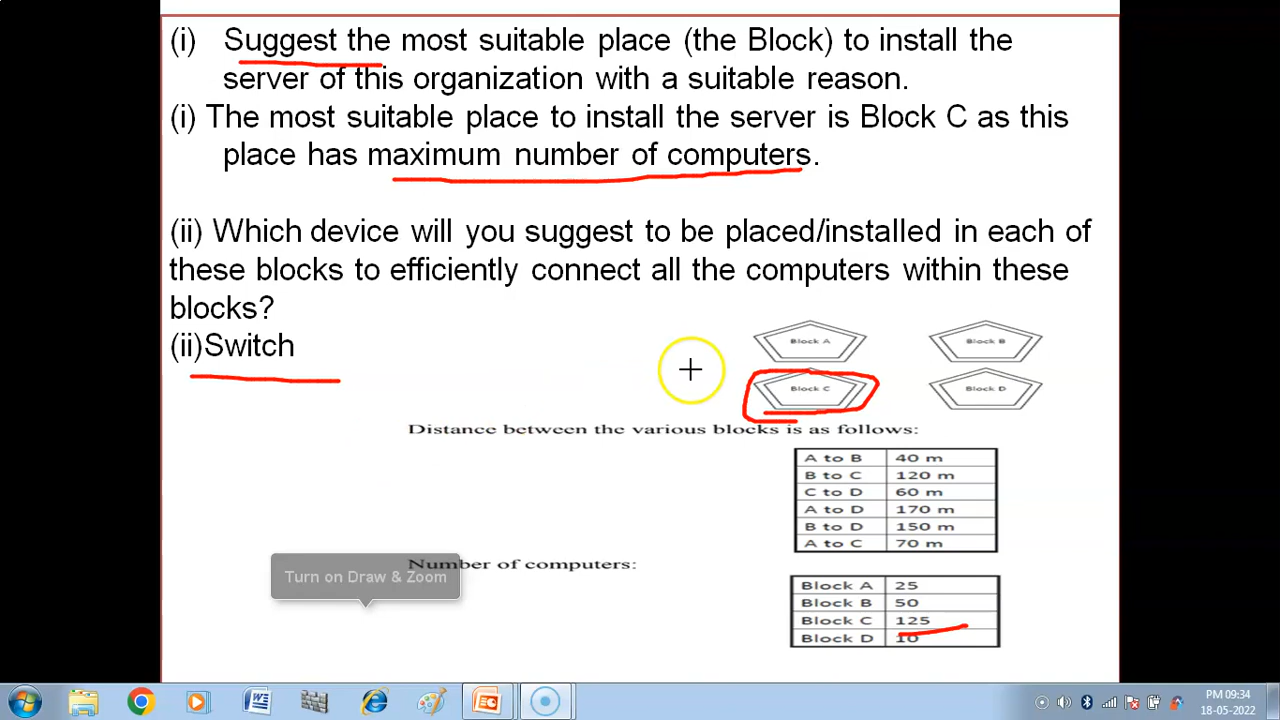 (i) Suggest the most suitable place (the Block) to install the
server of this organization with a suitable reason.
(i) The most suitable place to install the server is Block C as this
place has maximum number of computers.
(ii) Which device will you suggest to be placed/installed in each of
these blocks to efficiently connect all the computers within these
blocks?
(ii)Switch
Block A
Block B
Block C
Block D
Distance between the various blocks is as follows:
A to B 40 m
B to C 120 m
C to D 60 m
A to D 170 m
B to D 150 m
A to C 70 m
Turn on Draw & Zoom
Number of computers:
Block A 25
Block B 50
Block C 125
Block D 10
PM 09:34
18-05-2022